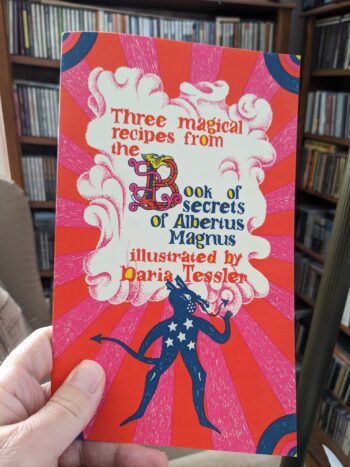 Three magical
recipes from
the
Book of
secrets
of Albertus
Magnus
illustrated by
Daria Tessler